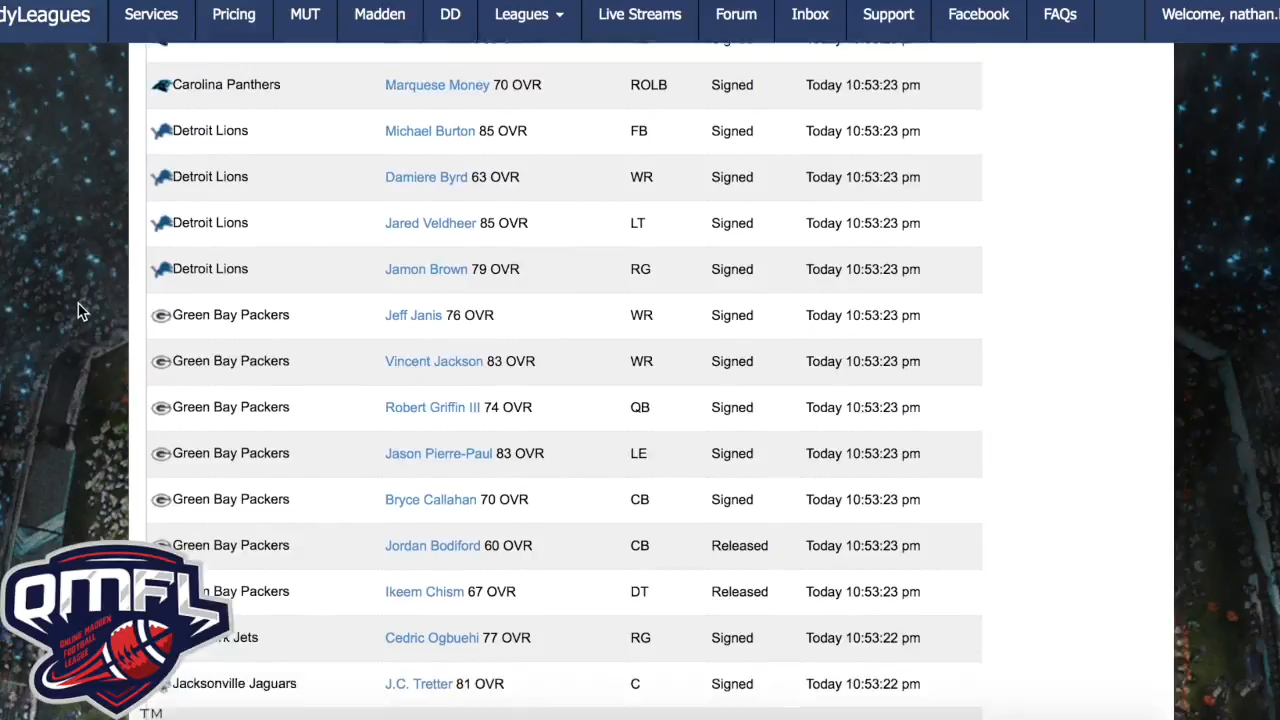 dyLeagues Services Pricing MUT Madden DD Leagues Live Streams Forum Inbox Support Facebook FAQs Welcome, nathan.
Carolina Panthers Marquese Money 70 OVR ROLB Signed Today 10:53:23 pm
Detroit Lions Michael Burton 85 OVR FB Signed Today 10:53:23 pm
Detroit Lions Damiere Byrd 63 OVR WR Signed Today 10:53:23 pm
Detroit Lions Jared Veldheer 85 OVR LT Signed Today 10:53:23 pm
Detroit Lions Jamon Brown 79 OVR RG Signed Today 10:53:23 pm
Green Bay Packers Jeff Janis 76 OVR WR Signed Today 10:53:23 pm
Green Bay Packers Vincent Jackson 83 OVR WR Signed Today 10:53:23 pm
Green Bay Packers Robert Griffin III 74 OVR QB Signed Today 10:53:23 pm
Green Bay Packers Jason Pierre-Paul 83 OVR LE Signed Today 10:53:23 pm
Green Bay Packers Bryce Callahan 70 OVR CB Signed Today 10:53:23 pm
Green Bay Packers Jordan Bodiford 60 OVR CB Released Today 10:53:23 pm
n Bay Packers Ikeem Chism 67 OVR DT Released Today 10:53:23 pm
rk Jets Cedric Ogbuehi 77 OVR RG Signed Today 10:53:22 pm
Jacksonville Jaguars J.C. Tretter 81 OVR C Signed Today 10:53:22 pm
OMFL
ONLINE MADDEN
FOOTBALL
LEAGUE
TM